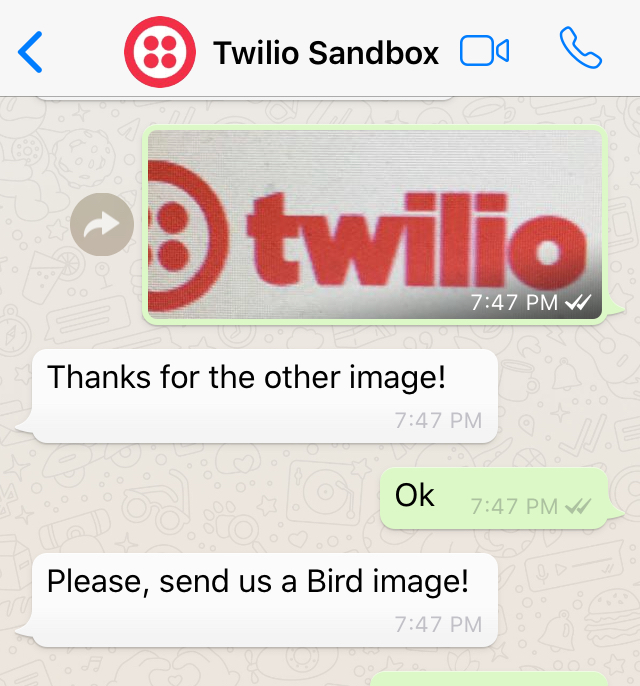 Twilio Sandbox
twilio
7:47 PM
Thanks for the other image!
7:47 PM
Ok
7:47 PM
Please, send us a Bird image!
7:47 PM